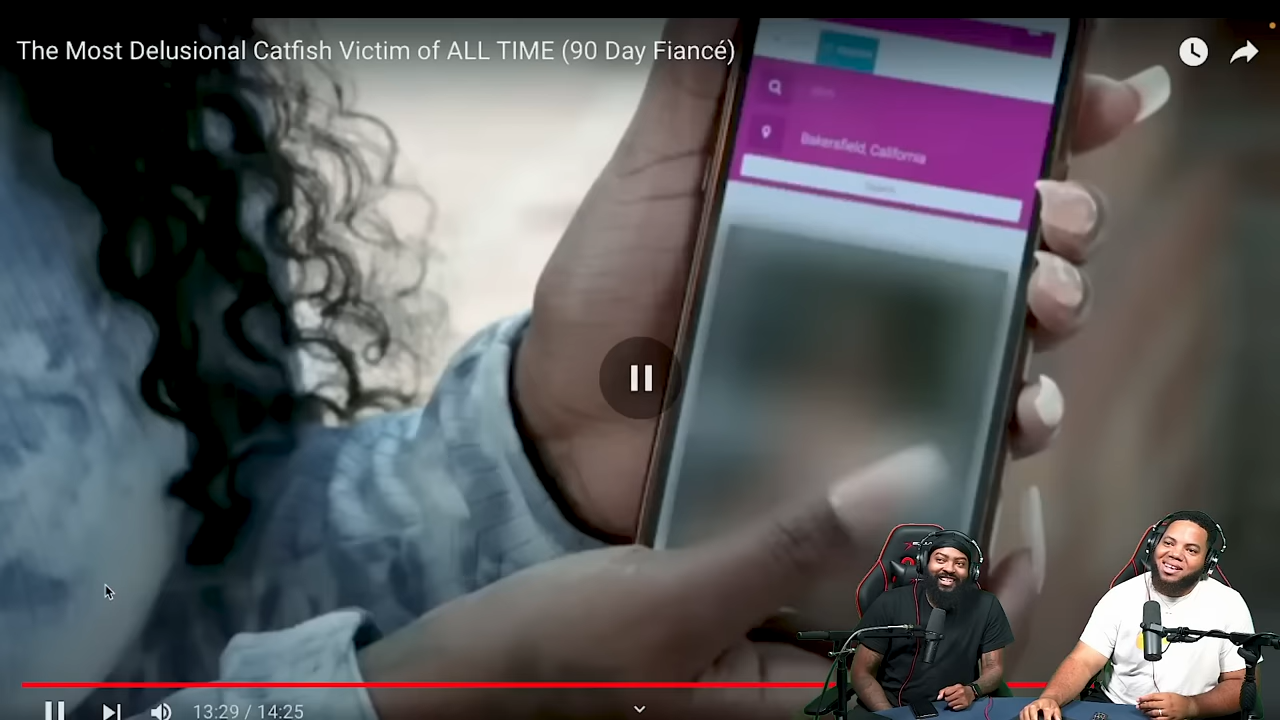 The Most Delusional Catfish Victim of ALL TIME (90 Day Fiancé)
Bakersfield, California
13:29 / 14:25